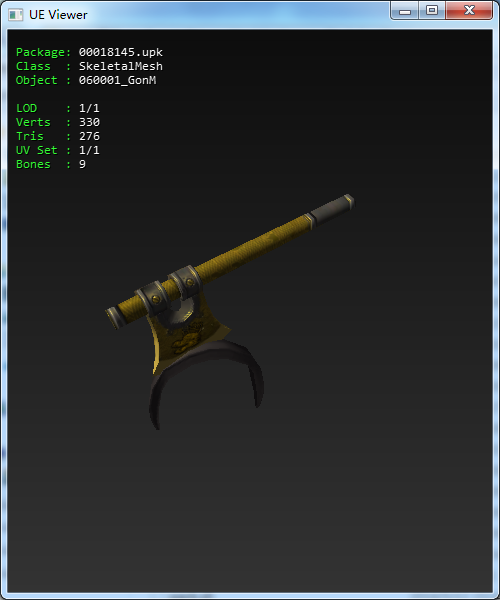 UE Viewer
Package: 00018145.upk
Class : SkeletalMesh
Object : 060001_GonM
LOD : 1/1
Verts : 330
Tris : 276
UV Set : 1/1
Bones : 9